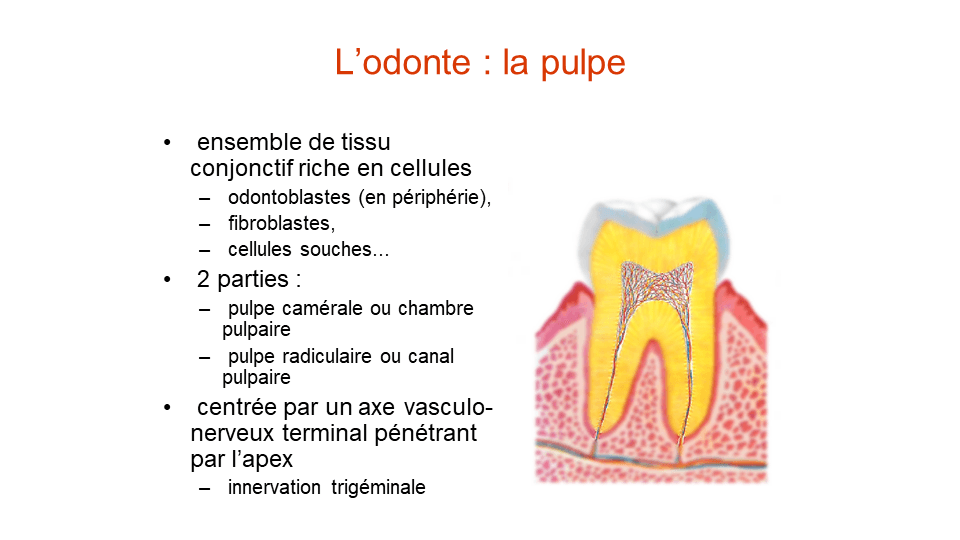 L’odonte : la pulpe
• ensemble de tissu
conjonctif riche en cellules
– odontoblastes (en périphérie),
– fibroblastes,
– cellules souches…
• 2 parties :
– pulpe camérale ou chambre
pulpaire
– pulpe radiculaire ou canal
pulpaire
• centrée par un axe vasculo-
nerveux terminal pénétrant
par l’apex
– innervation trigéminale